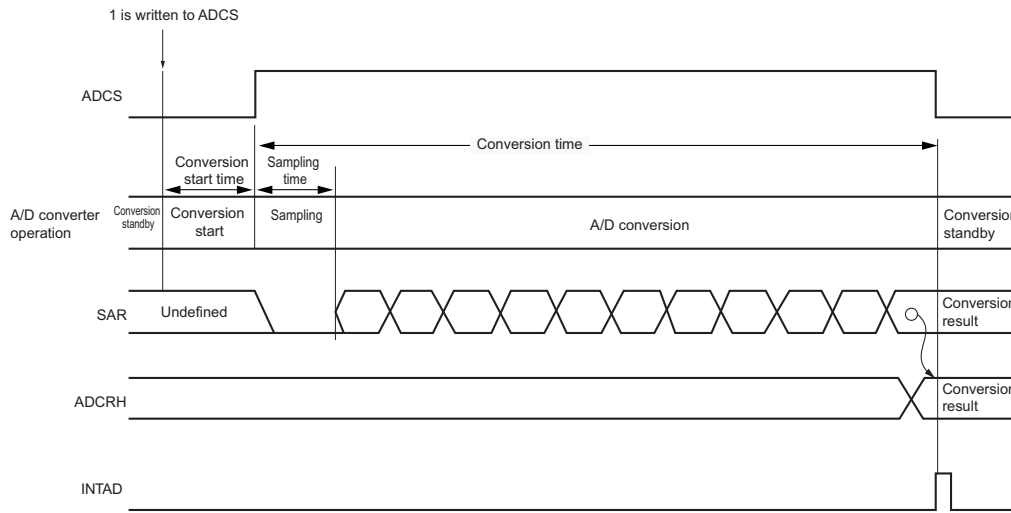 1 is written to ADCS
ADCS
Conversion time
Conversion
start time
Sampling
time
A/D converter
operation
Conversion
standby
Conversion
start
Sampling
A/D conversion
Conversion
standby
SAR
Undefined
Conversion
result
ADCRH
Conversion
result
INTAD